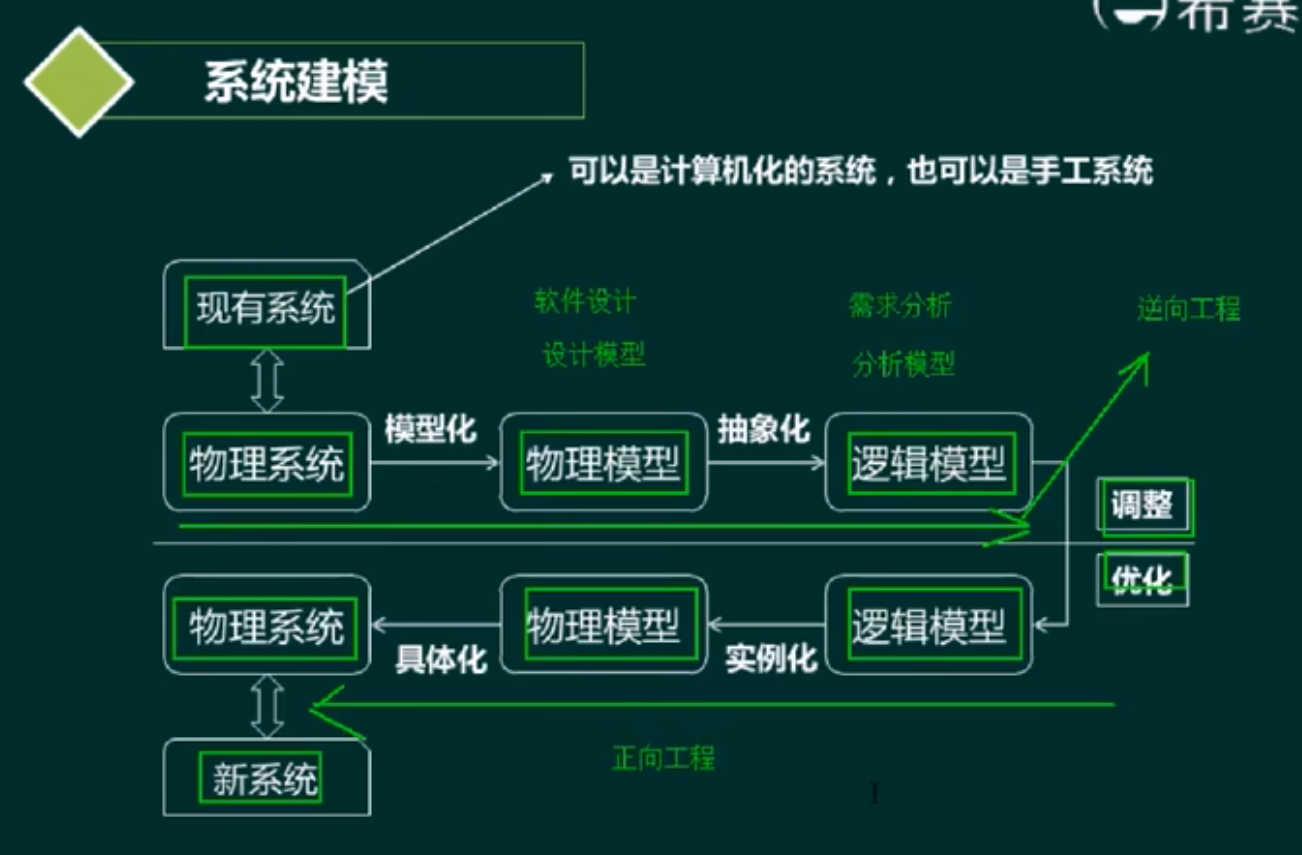 希赛
系统建模
可以是计算机化的系统，也可以是手工系统
现有系统
软件设计
需求分析
逆向工程
设计模型
分析模型
物理系统
模型化
物理模型
抽象化
逻辑模型
调整
优化
物理系统
具体化
物理模型
实例化
逻辑模型
正向工程
新系统